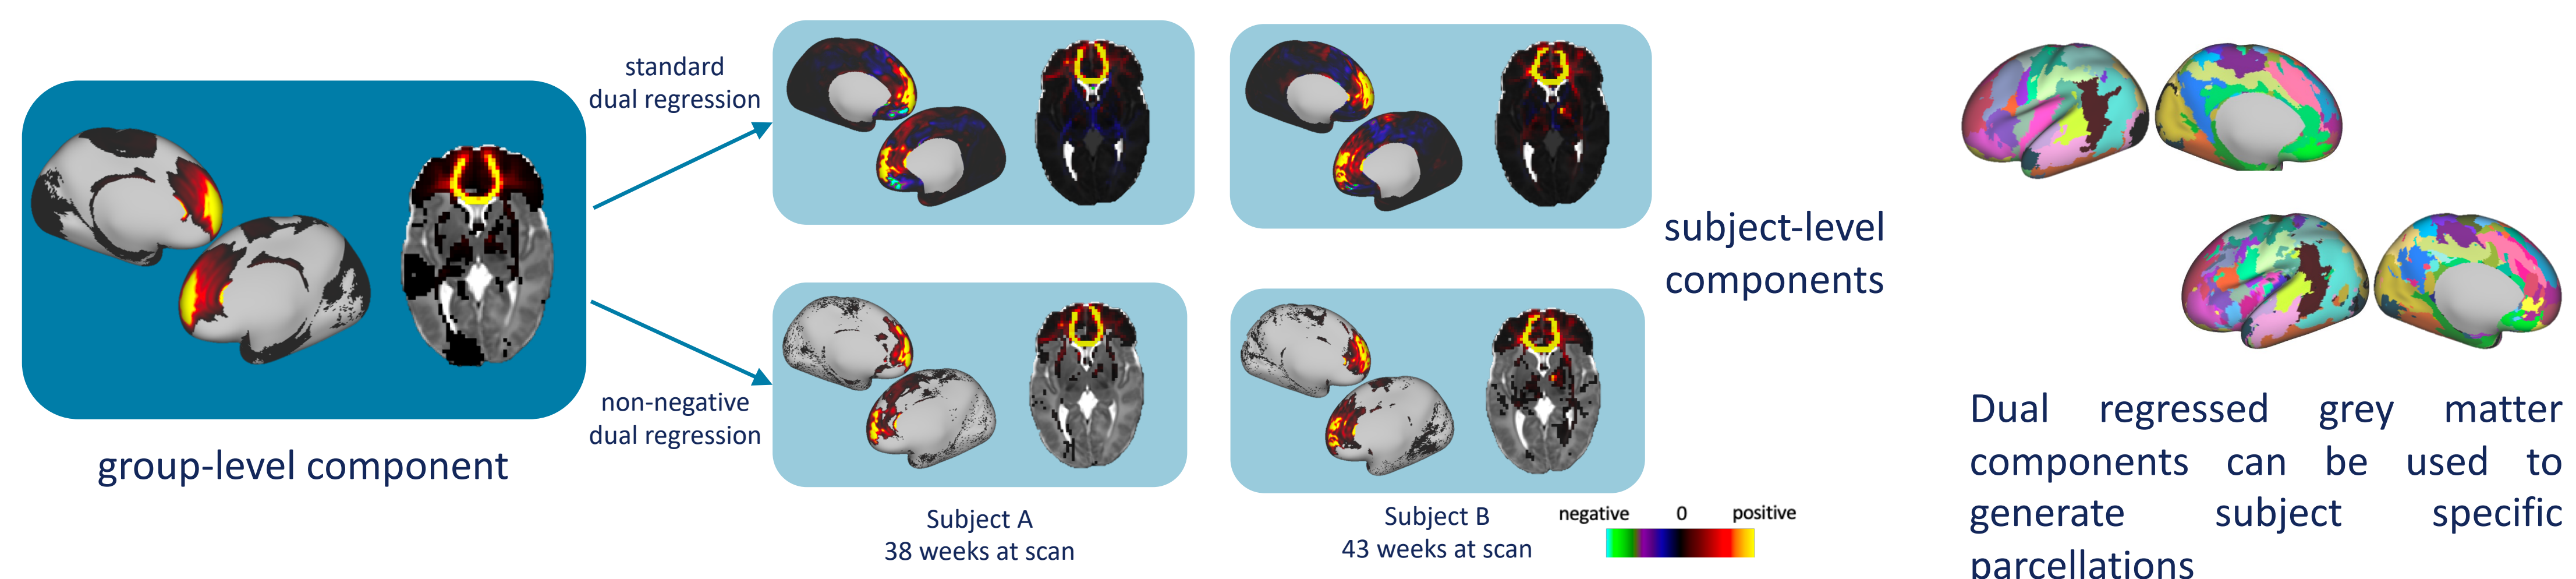 standard
dual regression
non-negative
dual regression
group-level component
subject-level
components
Subject A
38 weeks at scan
Subject B
43 weeks at scan
negative 0 positive
Dual regressed grey matter
components can be used to
generate subject specific
parcellations